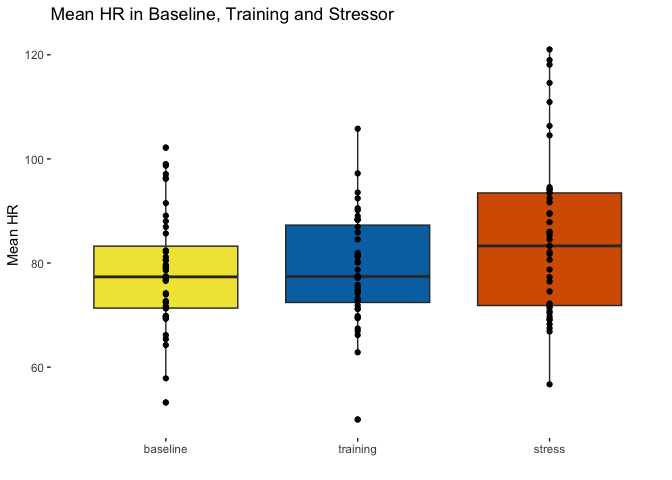 Mean HR in Baseline, Training and Stressor
120
100
80
60
Mean HR
baseline training stress